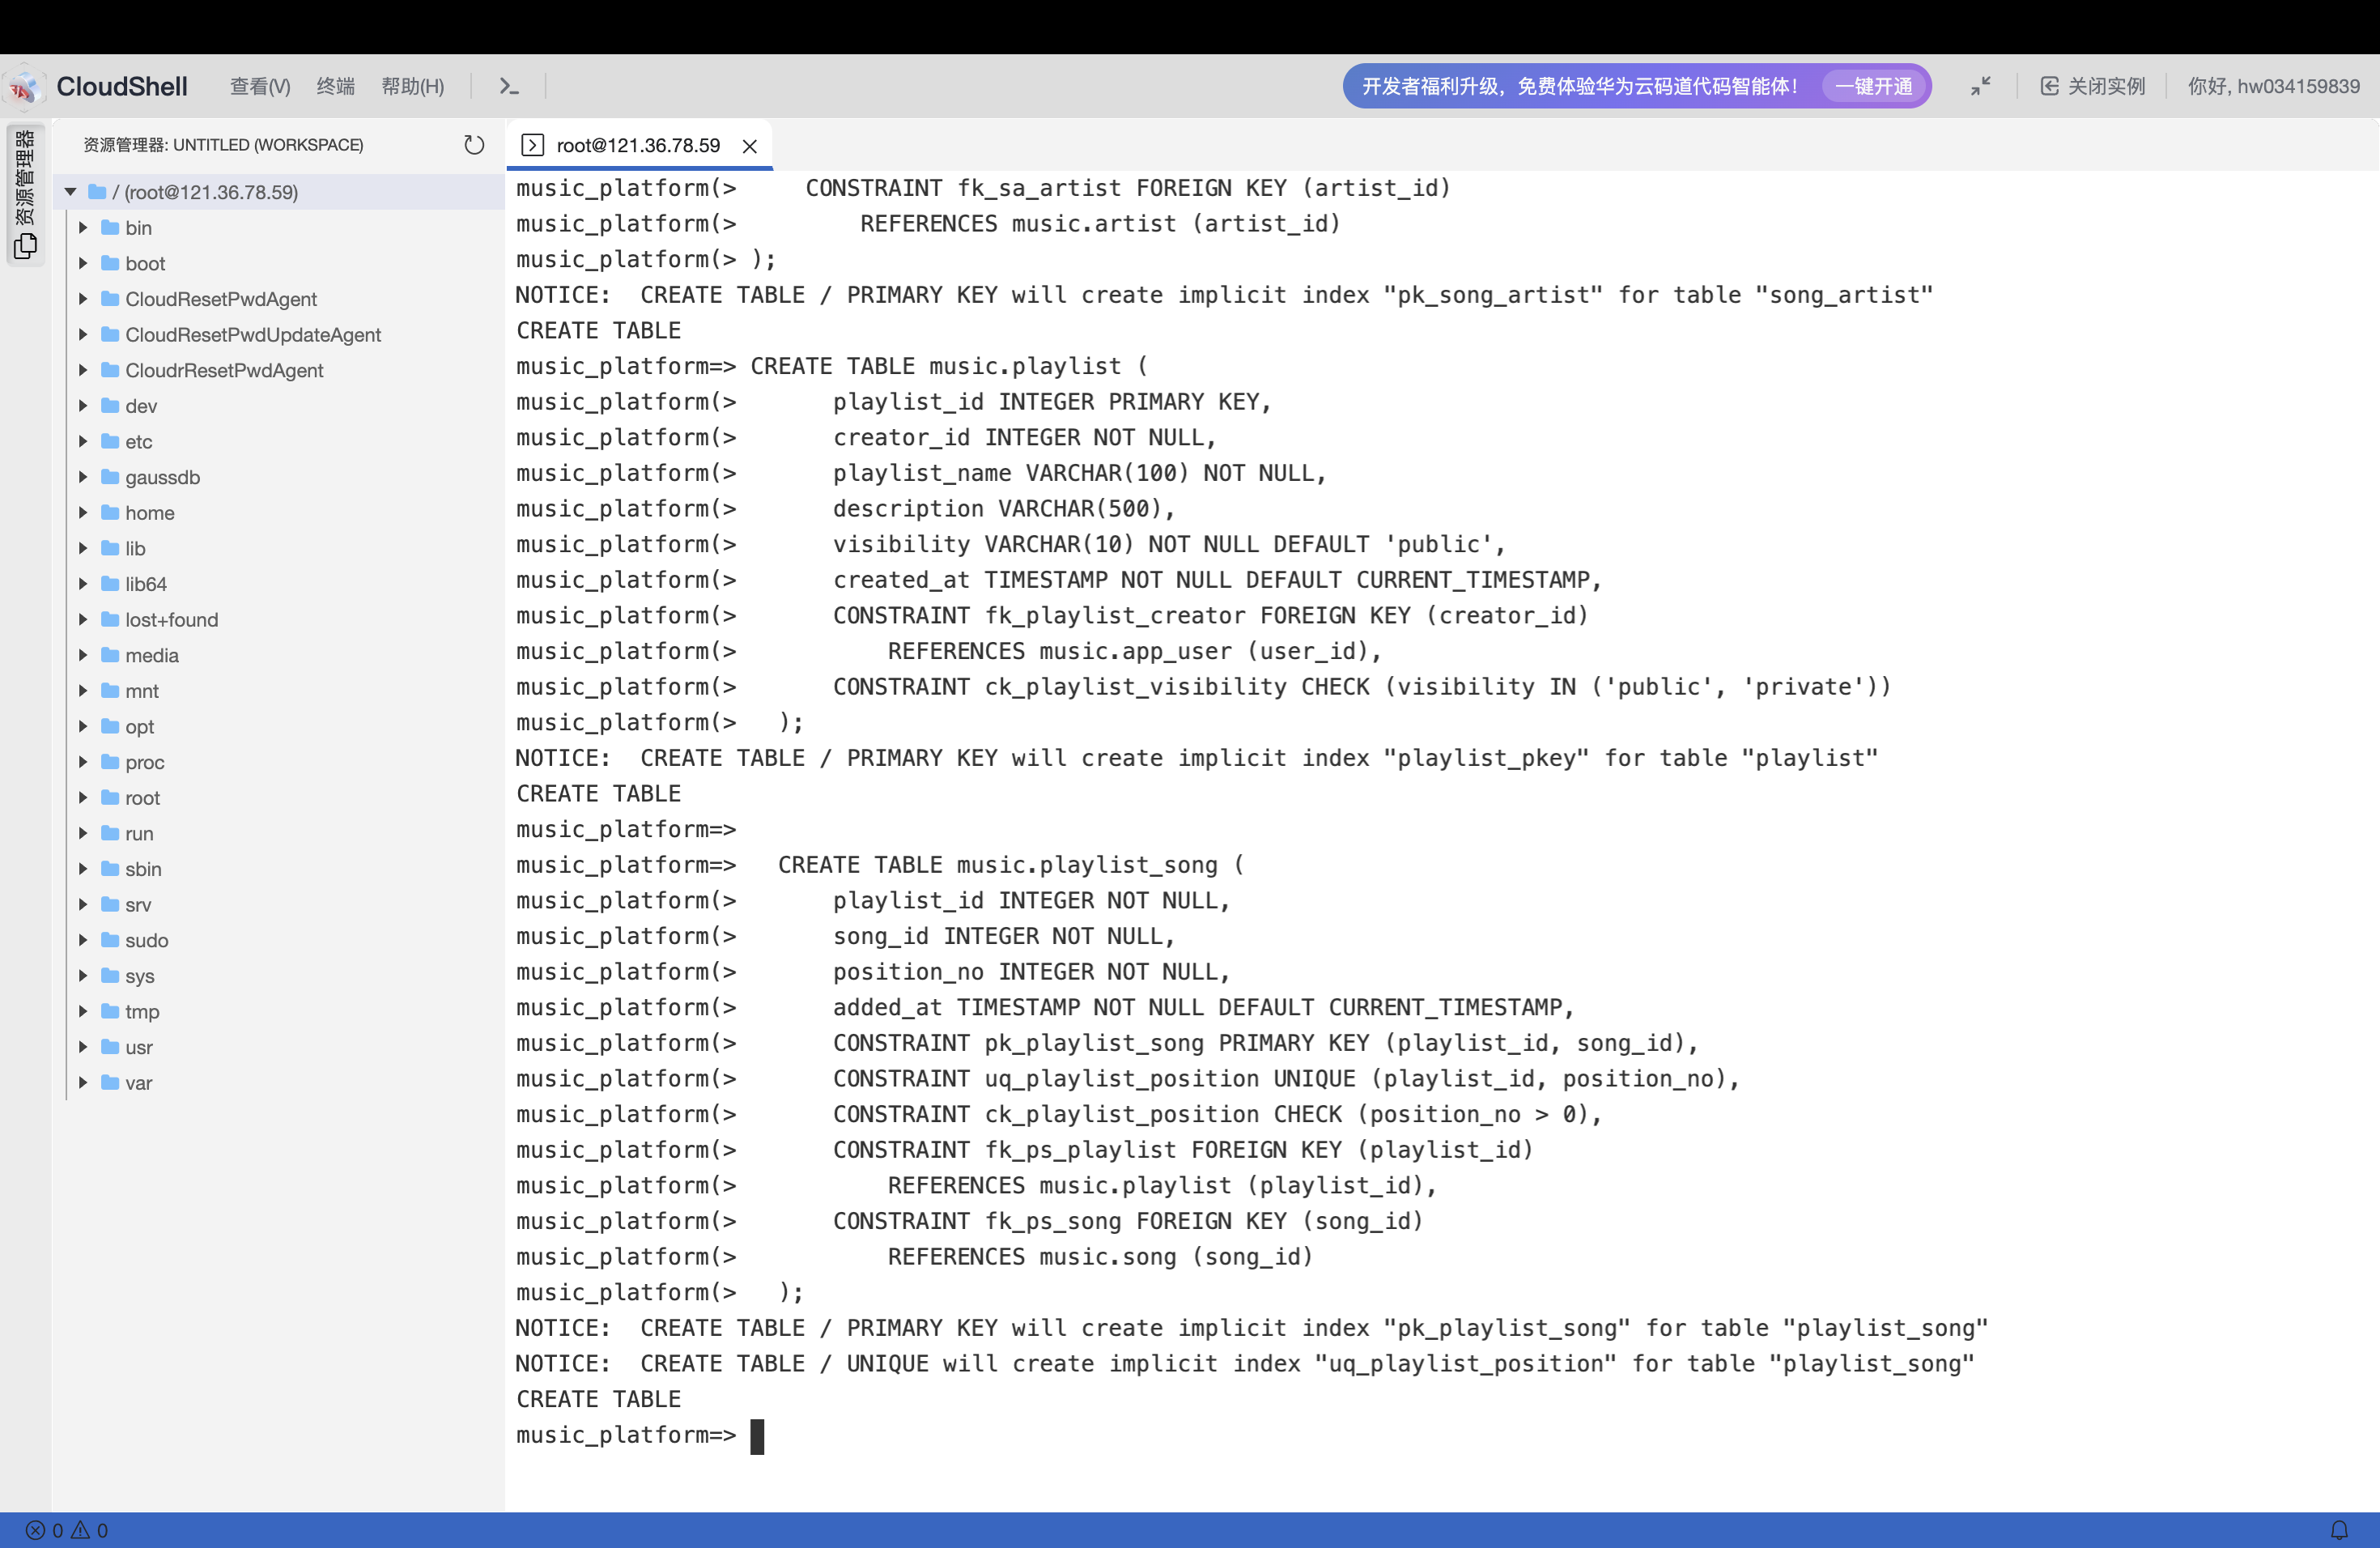 CloudShell 查看(V) 终端 帮助(H) 开发者福利升级，免费体验华为云码道代码智能体！ 一键开通 关闭实例 你好, hw034159839
资源管理器
资源管理器: UNTITLED (WORKSPACE)
/ (root@121.36.78.59)
bin
boot
CloudResetPwdAgent
CloudResetPwdUpdateAgent
CloudrResetPwdAgent
dev
etc
gaussdb
home
lib
lib64
lost+found
media
mnt
opt
proc
root
run
sbin
srv
sudo
sys
tmp
usr
var
root@121.36.78.59
music_platform(>     CONSTRAINT fk_sa_artist FOREIGN KEY (artist_id)
music_platform(>         REFERENCES music.artist (artist_id)
music_platform(> );
NOTICE:  CREATE TABLE / PRIMARY KEY will create implicit index "pk_song_artist" for table "song_artist"
CREATE TABLE
music_platform=> CREATE TABLE music.playlist (
music_platform(>       playlist_id INTEGER PRIMARY KEY,
music_platform(>       creator_id INTEGER NOT NULL,
music_platform(>       playlist_name VARCHAR(100) NOT NULL,
music_platform(>       description VARCHAR(500),
music_platform(>       visibility VARCHAR(10) NOT NULL DEFAULT 'public',
music_platform(>       created_at TIMESTAMP NOT NULL DEFAULT CURRENT_TIMESTAMP,
music_platform(>       CONSTRAINT fk_playlist_creator FOREIGN KEY (creator_id)
music_platform(>           REFERENCES music.app_user (user_id),
music_platform(>       CONSTRAINT ck_playlist_visibility CHECK (visibility IN ('public', 'private'))
music_platform(>   );
NOTICE:  CREATE TABLE / PRIMARY KEY will create implicit index "playlist_pkey" for table "playlist"
CREATE TABLE
music_platform=>
music_platform=>   CREATE TABLE music.playlist_song (
music_platform(>       playlist_id INTEGER NOT NULL,
music_platform(>       song_id INTEGER NOT NULL,
music_platform(>       position_no INTEGER NOT NULL,
music_platform(>       added_at TIMESTAMP NOT NULL DEFAULT CURRENT_TIMESTAMP,
music_platform(>       CONSTRAINT pk_playlist_song PRIMARY KEY (playlist_id, song_id),
music_platform(>       CONSTRAINT uq_playlist_position UNIQUE (playlist_id, position_no),
music_platform(>       CONSTRAINT ck_playlist_position CHECK (position_no > 0),
music_platform(>       CONSTRAINT fk_ps_playlist FOREIGN KEY (playlist_id)
music_platform(>           REFERENCES music.playlist (playlist_id),
music_platform(>       CONSTRAINT fk_ps_song FOREIGN KEY (song_id)
music_platform(>           REFERENCES music.song (song_id)
music_platform(>   );
NOTICE:  CREATE TABLE / PRIMARY KEY will create implicit index "pk_playlist_song" for table "playlist_song"
NOTICE:  CREATE TABLE / UNIQUE will create implicit index "uq_playlist_position" for table "playlist_song"
CREATE TABLE
music_platform=>
0 0